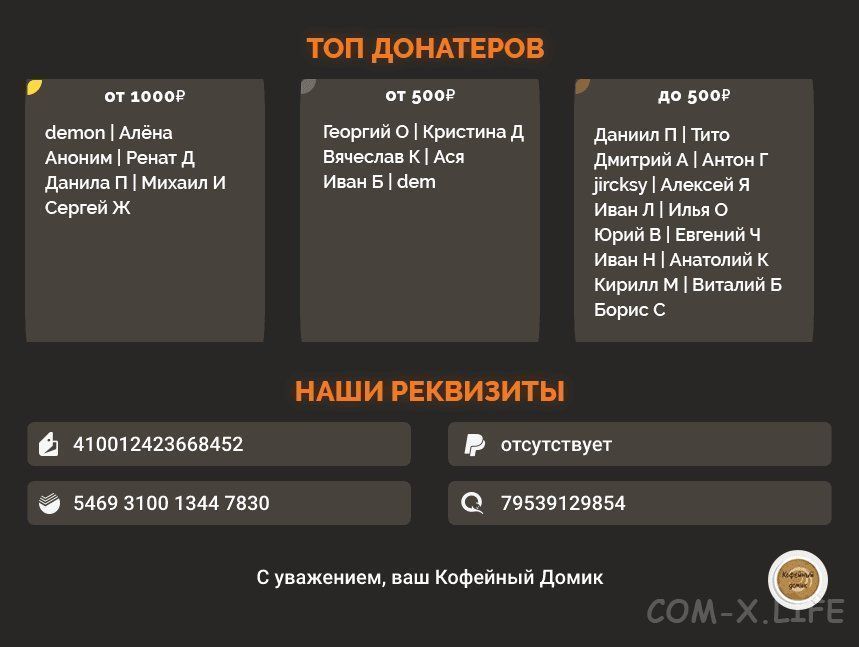 ТОП ДОНАТЕРОВ
от 1000₽
demon | Алёна
Аноним | Ренат Д
Данила П | Михаил И
Сергей Ж
от 500₽
Георгий О | Кристина Д
Вячеслав К | Ася
Иван Б | dem
до 500₽
Даниил П | Тито
Дмитрий А | Антон Г
jircksy | Алексей Я
Иван Л | Илья О
Юрий В | Евгений Ч
Иван Н | Анатолий К
Кирилл М | Виталий Б
Борис С
НАШИ РЕКВИЗИТЫ
410012423668452
отсутствует
5469 3100 1344 7830
79539129854
С уважением, ваш Кофейный Домик
Кофейный
домик
COM-X.LIFE